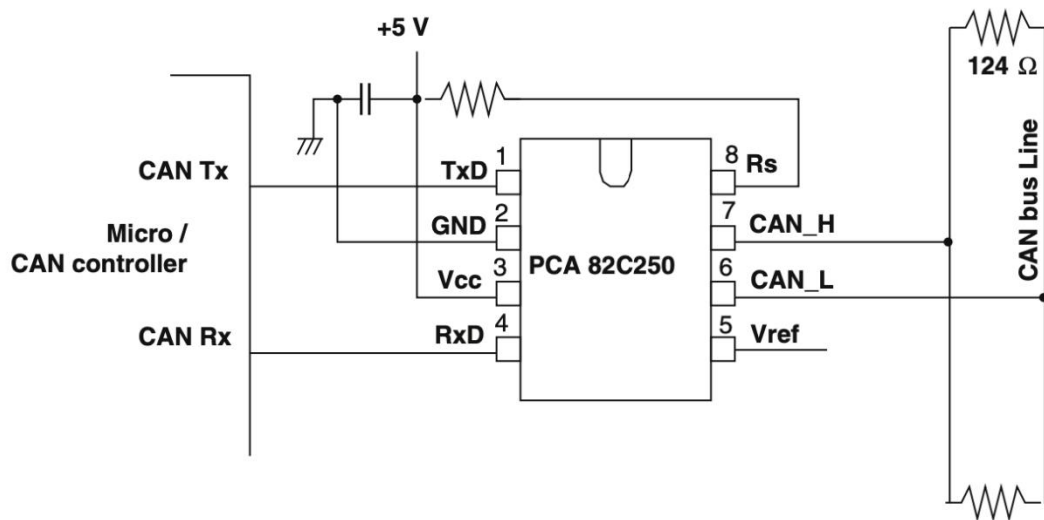 +5 V
124 Ω
CAN Tx
TxD
1
8
Rs
Micro /
CAN controller
GND
2
7
CAN_H
PCA 82C250
Vcc
3
6
CAN_L
CAN Rx
RxD
4
5
Vref
CAN bus Line